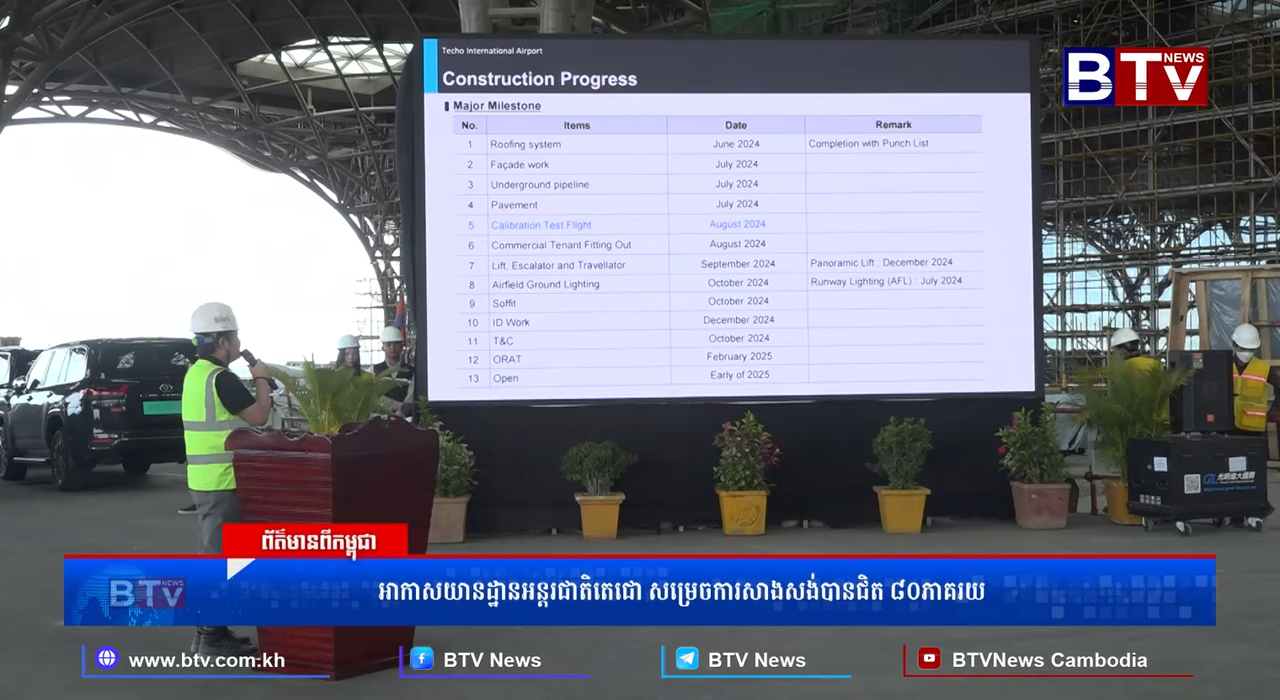 Techo International Airport
Construction Progress
Major Milestone
No. Items Date Remark
1 Roofing system June 2024 Completion with Punch List
2 Façade work July 2024
3 Underground pipeline July 2024
4 Pavement July 2024
5 Calibration Test Flight August 2024
6 Commercial Tenant Fitting Out August 2024
7 Lift, Escalator and Travellator September 2024 Panoramic Lift : December 2024
8 Airfield Ground Lighting October 2024 Runway Lighting (AFL) : July 2024
9 Soffit October 2024
10 ID Work December 2024
11 T&C October 2024
12 ORAT February 2025
13 Open Early of 2025
BTV NEWS
ព័ត៌មានពីកម្ពុជា
BTV NEWS
អាកាសយានដ្ឋានអន្តរជាតិតេជោ សម្រេចការសាងសង់បានជិត ៨០ភាគរយ
www.btv.com.kh
BTV News
BTV News
BTVNews Cambodia